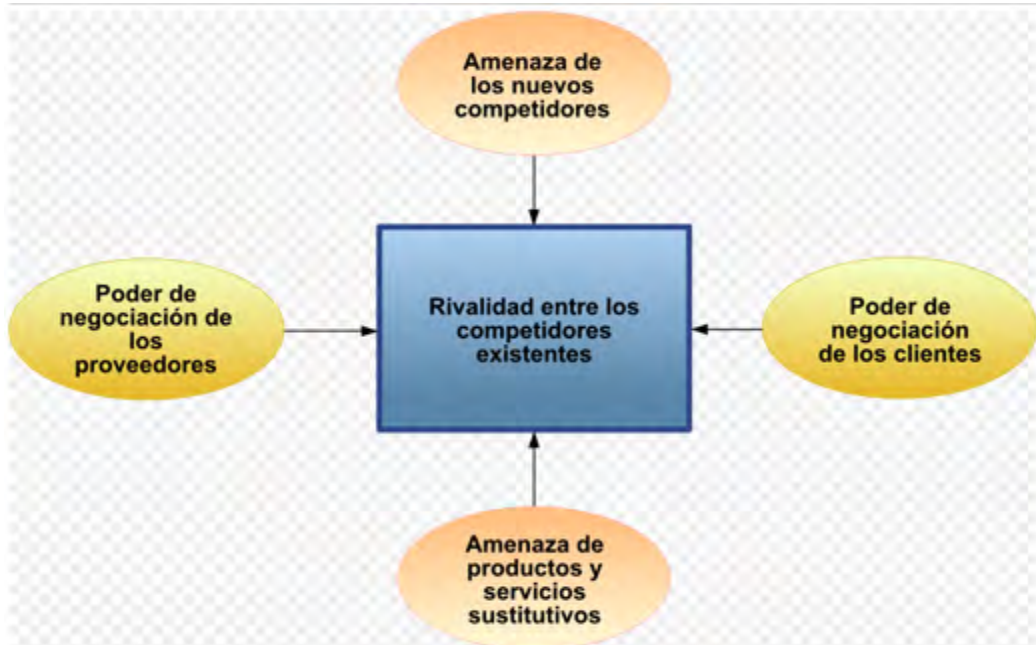 Amenaza de
los nuevos
competidores
Poder de
negociación de
los
proveedores
Rivalidad entre los
competidores
existentes
Poder de
negociación
de los clientes
Amenaza de
productos y
servicios
sustitutivos